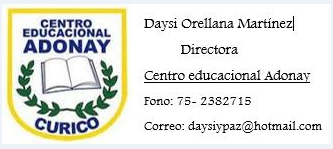 CENTRO
EDUCACIONAL
ADONAY
CURICO
Daysi Orellana Martínez
Directora
Centro educacional Adonay
Fono: 75- 2382715
Correo: daysiypaz@hotmail.com